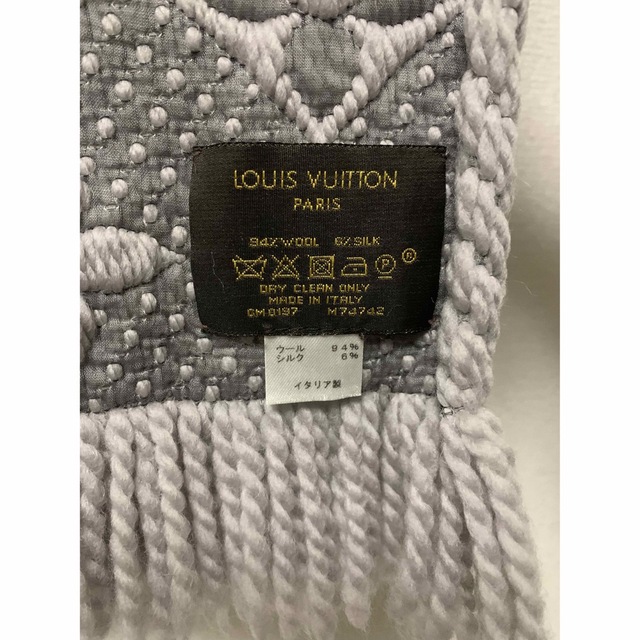 LOUIS VUITTON
PARIS
94% WOOL 6% SILK
P ®
DRY CLEAN ONLY
MADE IN ITALY
GM0197 M74742
ウール 94%
シルク 6%
イタリア製